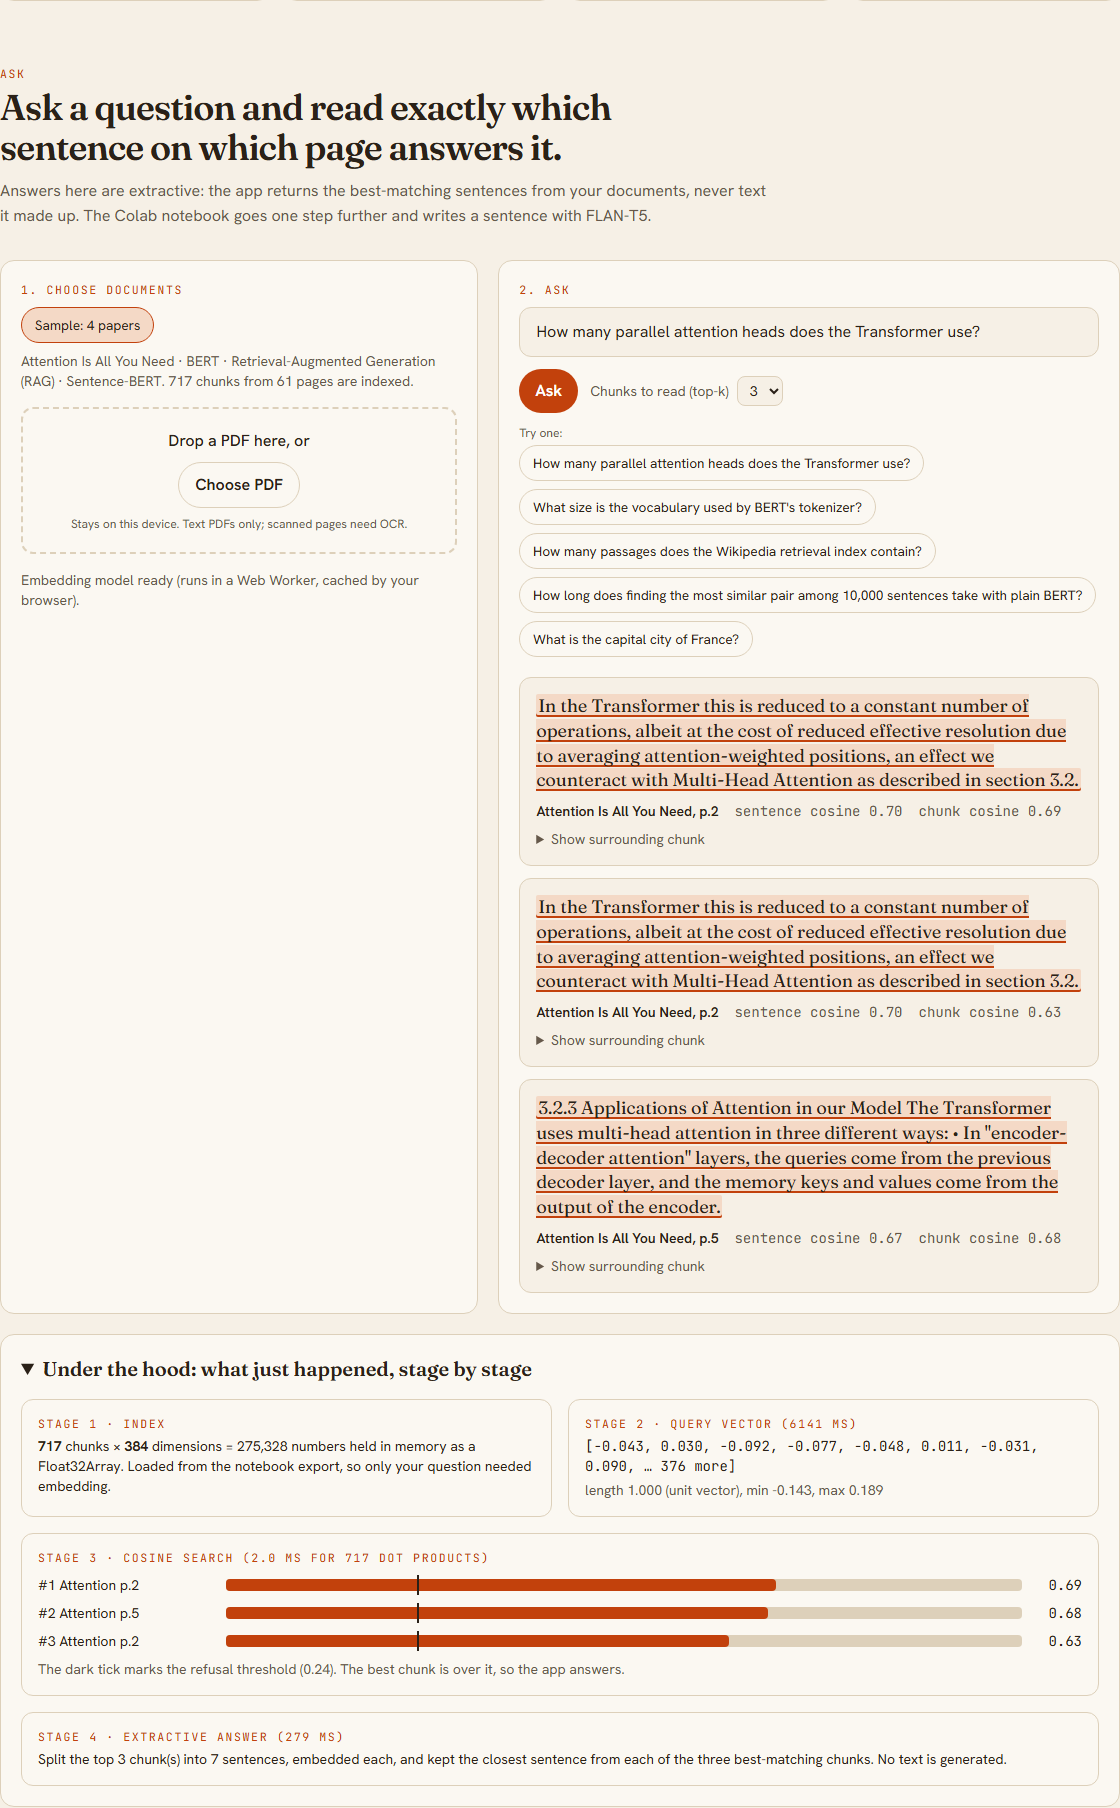 ASK
Ask a question and read exactly which
sentence on which page answers it.
Answers here are extractive: the app returns the best-matching sentences from your documents, never text
it made up. The Colab notebook goes one step further and writes a sentence with FLAN-T5.
1. CHOOSE DOCUMENTS
Sample: 4 papers
Attention Is All You Need · BERT · Retrieval-Augmented Generation
(RAG) · Sentence-BERT. 717 chunks from 61 pages are indexed.
Drop a PDF here, or
Choose PDF
Stays on this device. Text PDFs only; scanned pages need OCR.
Embedding model ready (runs in a Web Worker, cached by your
browser).
2. ASK
How many parallel attention heads does the Transformer use?
Ask Chunks to read (top-k) 3
Try one:
How many parallel attention heads does the Transformer use?
What size is the vocabulary used by BERT's tokenizer?
How many passages does the Wikipedia retrieval index contain?
How long does finding the most similar pair among 10,000 sentences take with plain BERT?
What is the capital city of France?
In the Transformer this is reduced to a constant number of
operations, albeit at the cost of reduced effective resolution due
to averaging attention-weighted positions, an effect we
counteract with Multi-Head Attention as described in section 3.2.
Attention Is All You Need, p.2 sentence cosine 0.70 chunk cosine 0.69
▶ Show surrounding chunk
In the Transformer this is reduced to a constant number of
operations, albeit at the cost of reduced effective resolution due
to averaging attention-weighted positions, an effect we
counteract with Multi-Head Attention as described in section 3.2.
Attention Is All You Need, p.2 sentence cosine 0.70 chunk cosine 0.63
▶ Show surrounding chunk
3.2.3 Applications of Attention in our Model The Transformer
uses multi-head attention in three different ways: • In "encoder-
decoder attention" layers, the queries come from the previous
decoder layer, and the memory keys and values come from the
output of the encoder.
Attention Is All You Need, p.5 sentence cosine 0.67 chunk cosine 0.68
▶ Show surrounding chunk
▼ Under the hood: what just happened, stage by stage
STAGE 1 · INDEX
717 chunks × 384 dimensions = 275,328 numbers held in memory as a
Float32Array. Loaded from the notebook export, so only your question needed
embedding.
STAGE 2 · QUERY VECTOR (6141 MS)
[-0.043, 0.030, -0.092, -0.077, -0.048, 0.011, -0.031,
0.090, … 376 more]
length 1.000 (unit vector), min -0.143, max 0.189
STAGE 3 · COSINE SEARCH (2.0 MS FOR 717 DOT PRODUCTS)
#1 Attention p.2 0.69
#2 Attention p.5 0.68
#3 Attention p.2 0.63
The dark tick marks the refusal threshold (0.24). The best chunk is over it, so the app answers.
STAGE 4 · EXTRACTIVE ANSWER (279 MS)
Split the top 3 chunk(s) into 7 sentences, embedded each, and kept the closest sentence from each of the three best-matching chunks. No text is generated.